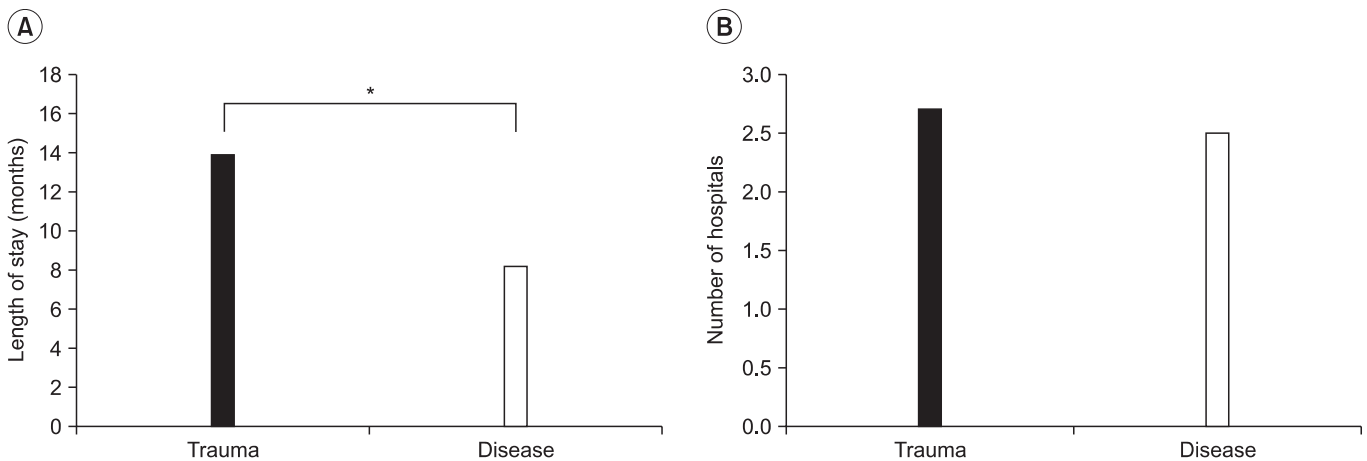 A
Length of stay (months)
18
16
14
12
10
8
6
4
2
0
*
Trauma
Disease
B
Number of hospitals
3.0
2.5
2.0
1.5
1.0
0.5
0.0
Trauma
Disease